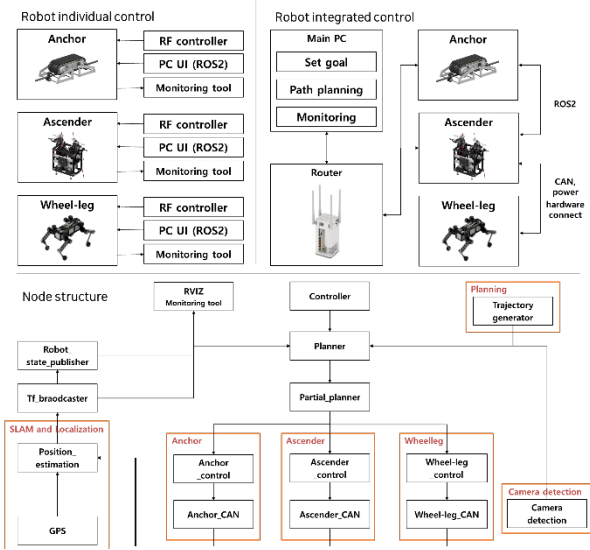 Robot individual control
Anchor
RF controller
PC UI (ROS2)
Monitoring tool
Ascender
RF controller
PC UI (ROS2)
Monitoring tool
Wheel-leg
RF controller
PC UI (ROS2)
Monitoring tool
Robot integrated control
Main PC
Set goal
Path planning
Monitoring
Router
Anchor
Ascender
Wheel-leg
ROS2
CAN,
power
hardware
connect
Node structure
RVIZ
Monitoring tool
Controller
Planning
Trajectory
generator
Robot_
state_publisher
Planner
Tf_braodcaster
Partial_planner
SLAM and Localization
Position_
estimation
GPS
Anchor
Anchor
_control
Anchor_CAN
Ascender
Ascender
_control
Ascender_CAN
Wheelleg
Wheel-leg
_control
Wheel-leg_CAN
Camera detection
Camera
detection